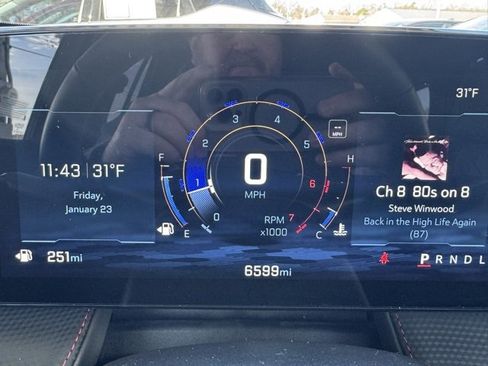 31°F
11:43 | 31°F
Friday,
January 23
251mi
F
E
0
1
2
3
4
5
6
7
0
MPH
RPM
x1000
--
MPH
H
C
6599mi
Ch 8 80s on 8
Steve Winwood
Back in the High Life Again
(87)
P R N D L